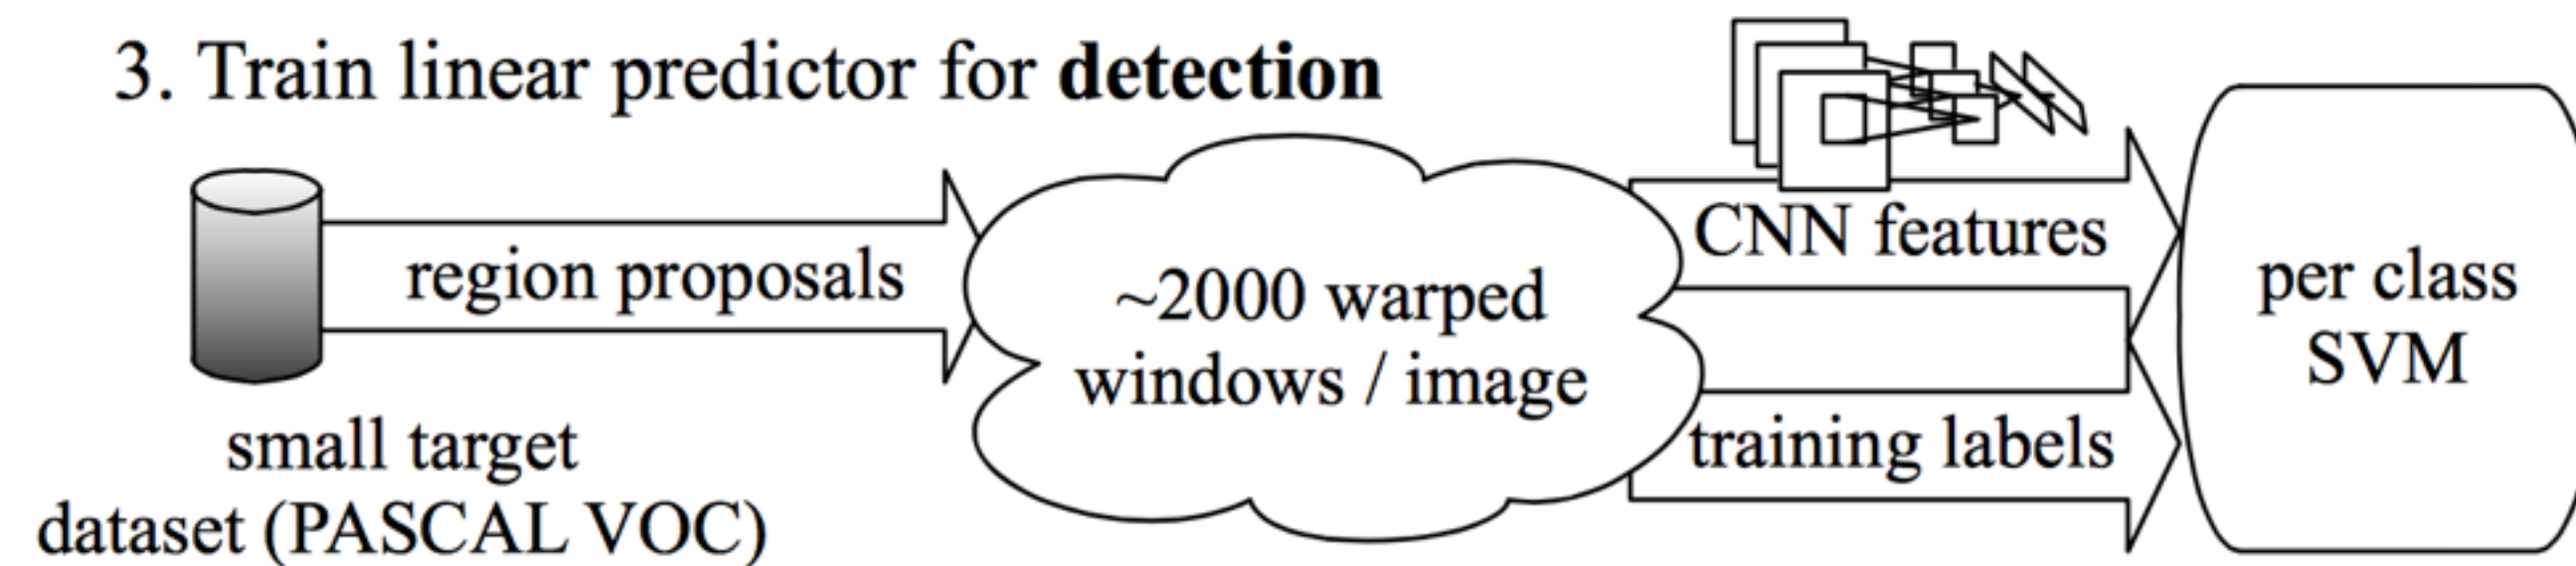 3. Train linear predictor for detection
region proposals
small target
dataset (PASCAL VOC)
~2000 warped
windows / image
CNN features
training labels
per class
SVM